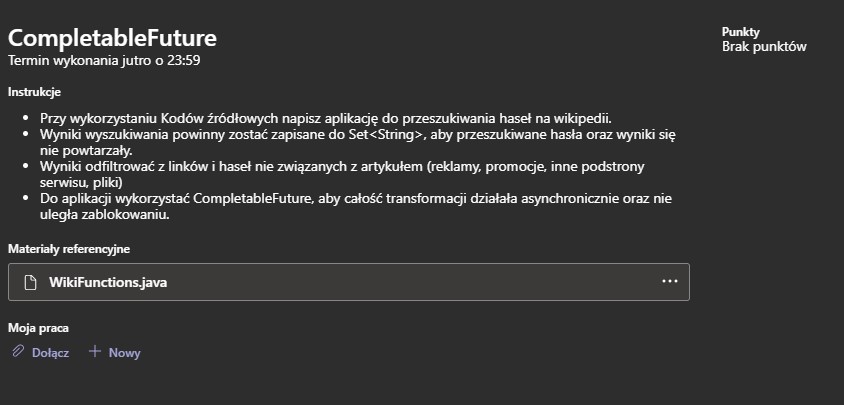 CompletableFuture
Termin wykonania jutro o 23:59
Punkty
Brak punktów
Instrukcje
• Przy wykorzystaniu Kodów źródłowych napisz aplikację do przeszukiwania haseł na wikipedii.
• Wyniki wyszukiwania powinny zostać zapisane do Set<String>, aby przeszukiwane hasła oraz wyniki się
nie powtarzały.
• Wyniki odfiltrować z linków i haseł nie związanych z artykułem (reklamy, promocje, inne podstrony
serwisu, pliki)
• Do aplikacji wykorzystać CompletableFuture, aby całość transformacji działała asynchronicznie oraz nie
uległa zablokowaniu.
Materiały referencyjne
WikiFunctions.java
Moja praca
Dołącz
Nowy